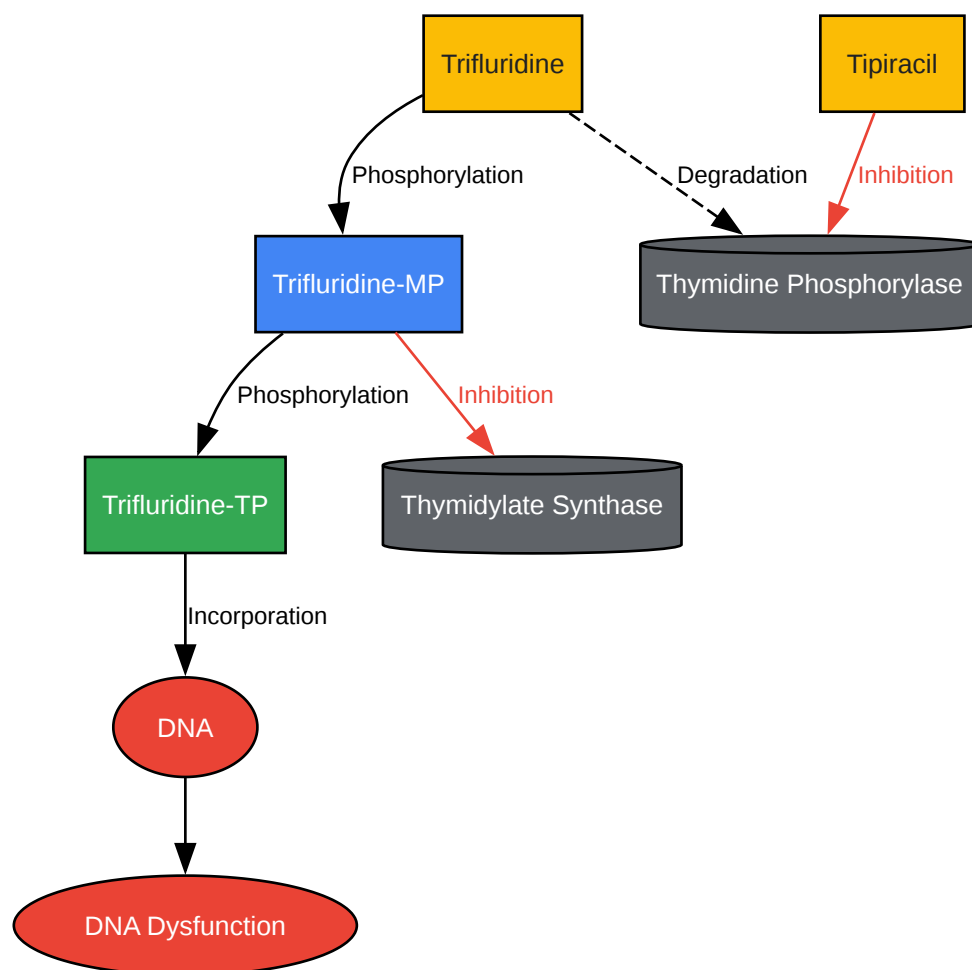 Trifluridine
Tipiracil
Phosphorylation
Degradation
Inhibition
Trifluridine-MP
Thymidine Phosphorylase
Phosphorylation
Inhibition
Trifluridine-TP
Thymidylate Synthase
Incorporation
DNA
DNA Dysfunction